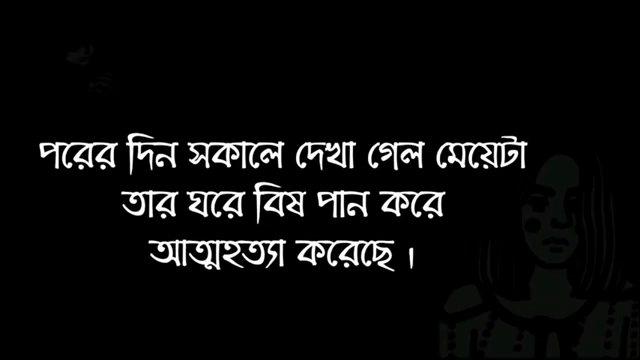 পরের দিন সকালে দেখা গেল মেয়েটা
তার ঘরে বিষ পান করে
আত্মহত্যা করেছে।